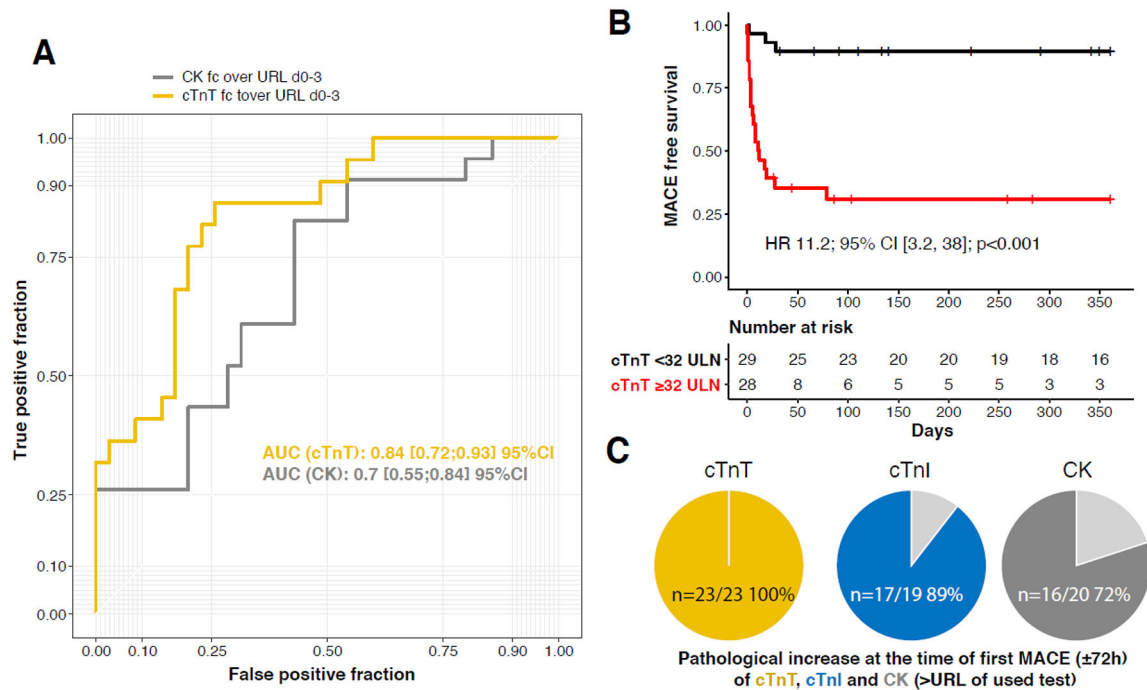 A
CK fc over URL d0-3
cTnT fc tover URL d0-3
True positive fraction
1.00
0.90
0.75
0.50
0.25
0.10
0.00
AUC (cTnT): 0.84 [0.72;0.93] 95%CI
AUC (CK): 0.7 [0.55;0.84] 95%CI
0.00 0.10 0.25 0.50 0.75 0.90 1.00
False positive fraction
B
MACE free survival
1.00
0.75
0.50
0.25
0.00
HR 11.2; 95% CI [3.2, 38]; p<0.001
0 50 100 150 200 250 300 350
Number at risk
cTnT <32 ULN 29 25 23 20 20 19 18 16
cTnT ≥32 ULN 28 8 6 5 5 5 3 3
0 50 100 150 200 250 300 350
Days
C
cTnT cTnI CK
n=23/23 100% n=17/19 89% n=16/20 72%
Pathological increase at the time of first MACE (±72h)
of cTnT, cTnI and CK (>URL of used test)